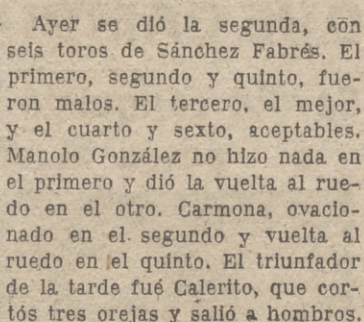 Ayer se dió la segunda, con
seis toros de Sánchez Fabrés. El
primero, segundo y quinto, fue-
ron malos. El tercero, el mejor,
y el cuarto y sexto, aceptables.
Manolo González no hizo nada en
el primero y dió la vuelta al rue-
do en el otro. Carmona, ovacio-
nado en el segundo y vuelta al
ruedo en el quinto. El triunfador
de la tarde fué Calerito, que cor-
tós tres orejas y salió a hombros.